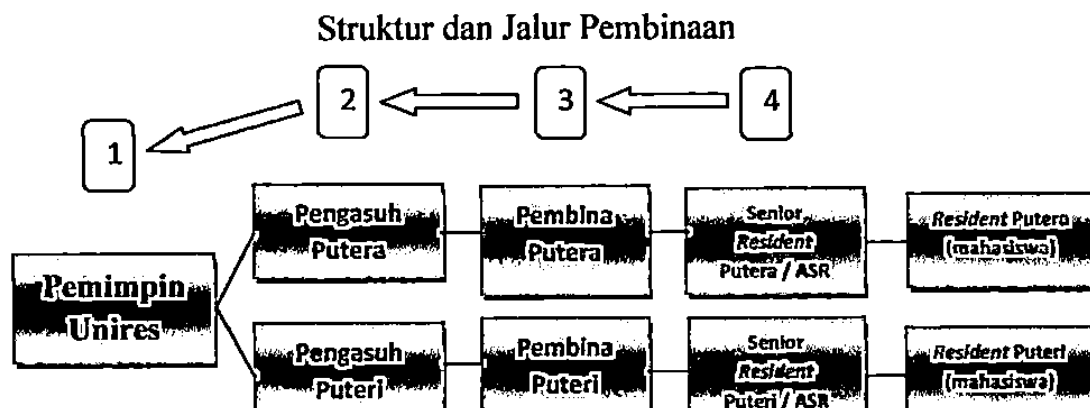 Struktur dan Jalur Pembinaan
1
2
3
4
Pemimpin
Unires
Pengasuh
Putera
Pembina
Putera
Senior
Resident
Putera / ASR
Resident Putera
(mahasiswa)
Pengasuh
Puteri
Pembina
Puteri
Senior
Resident
Puteri / ASR
Resident Puteri
(mahasiswa)